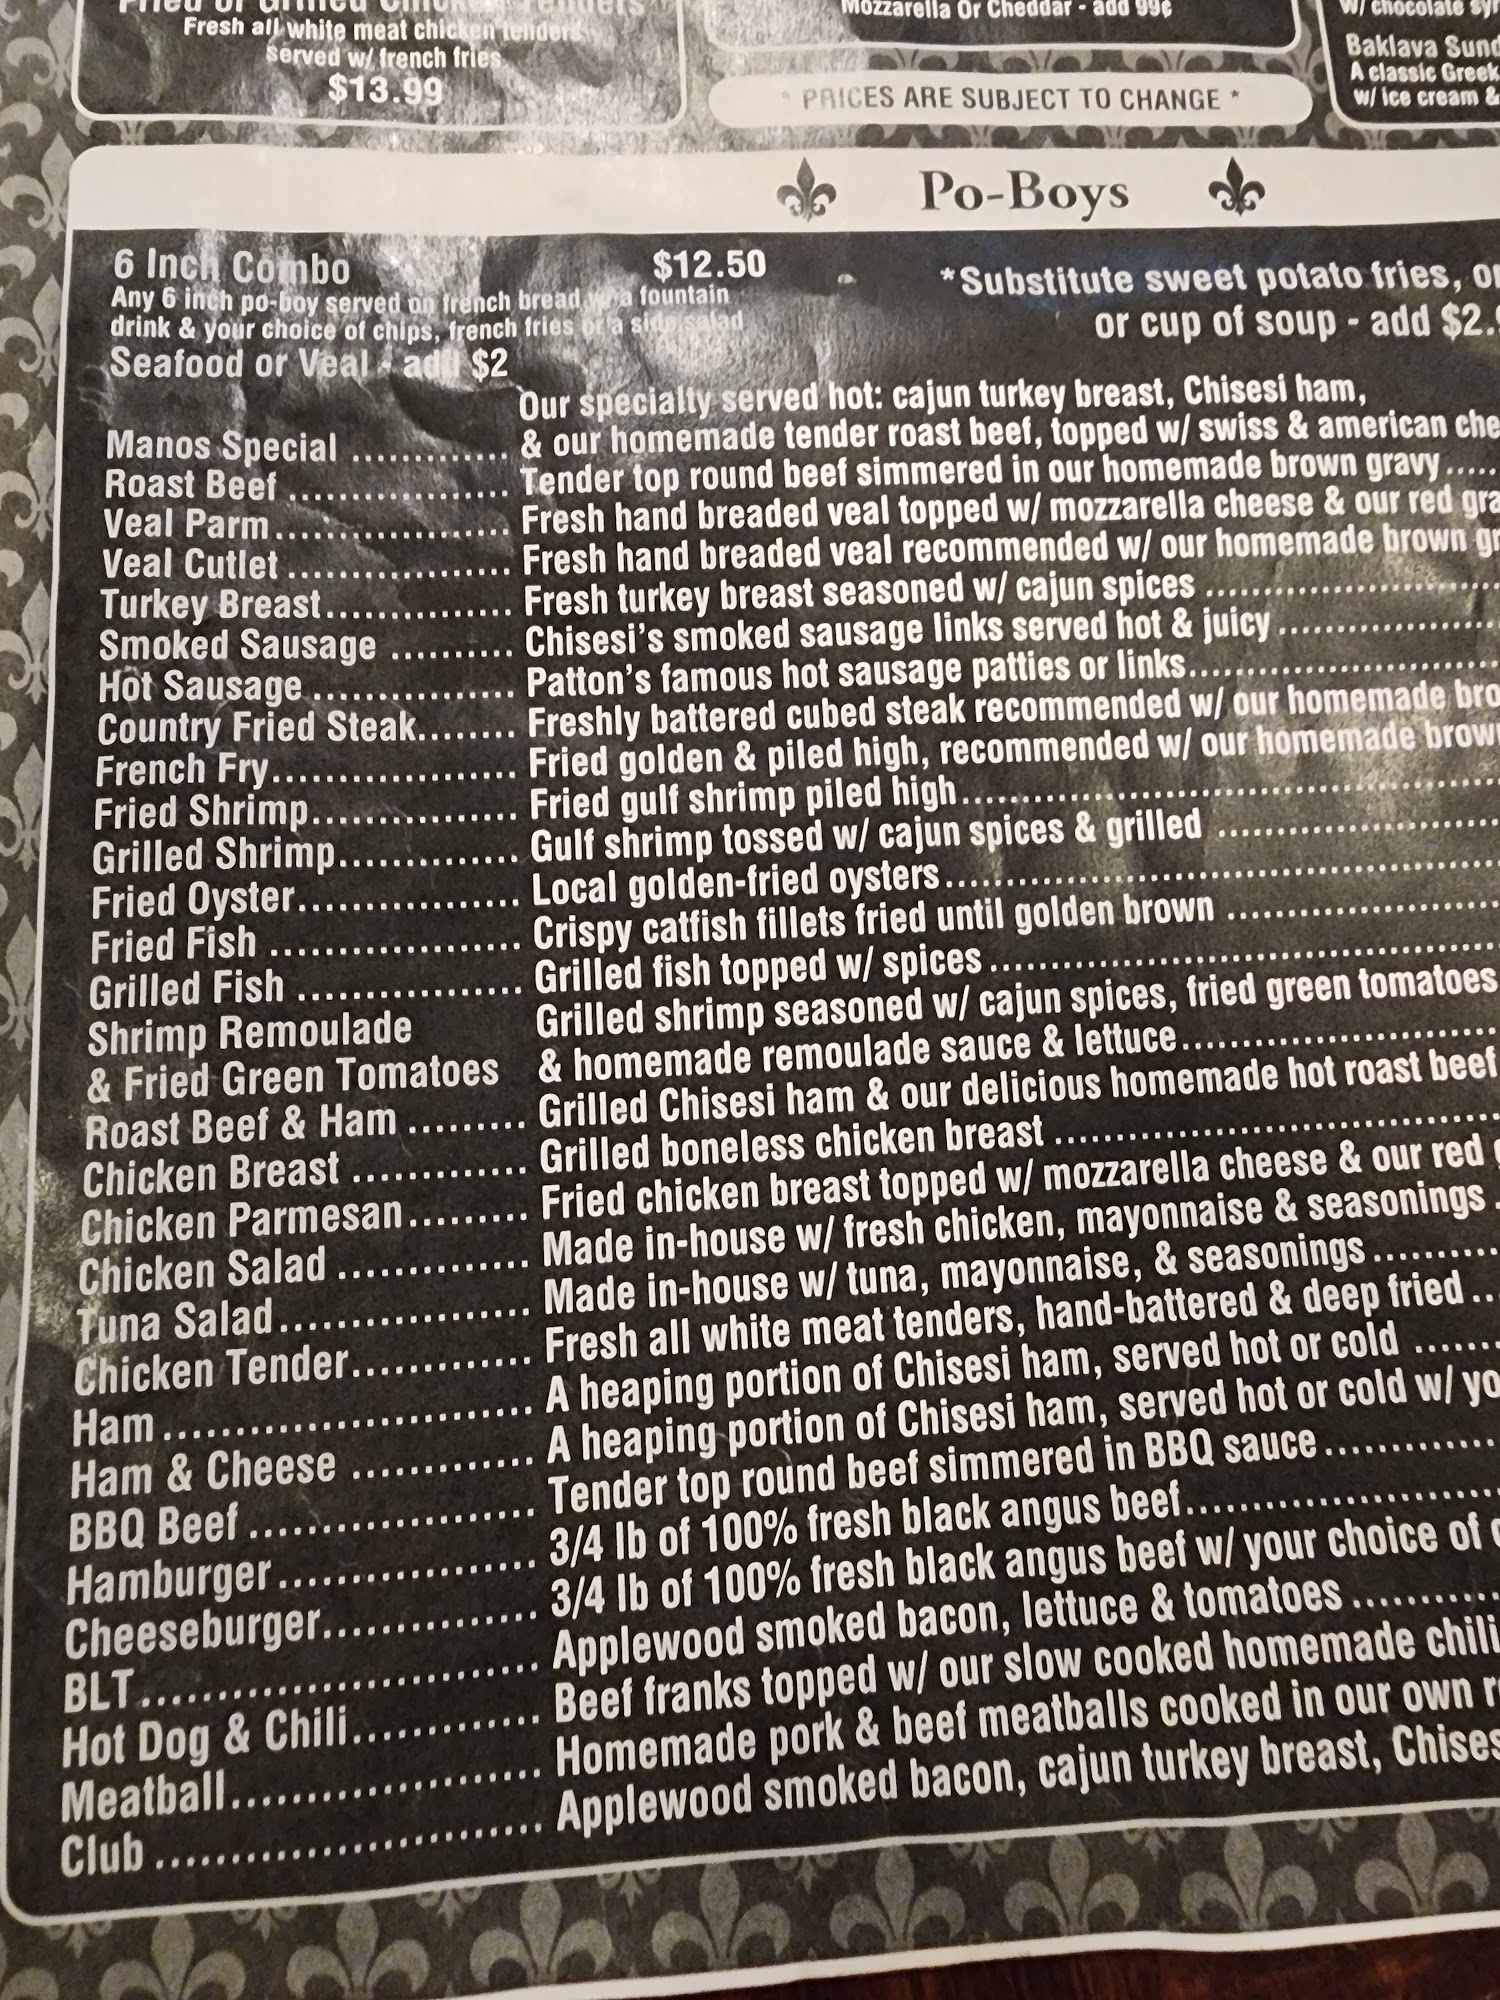 Fried or Grilled Chicken Tenders
Fresh all white meat chicken tenders
served w/ french fries
$13.99
Mozzarella Or Cheddar - add 99¢
* PRICES ARE SUBJECT TO CHANGE *
w/ chocolate
Baklava
A classic Greek
w/ ice cream &
Po-Boys
6 Inch Combo $12.50
Any 6 inch po-boy served on french bread w/ a fountain
drink & your choice of chips, french fries or a side salad
Seafood or Veal - add $2
*Substitute sweet potato fries,
or cup of soup - add
Our specialty served hot: cajun turkey breast, Chisesi ham,
Manos Special ............. & our homemade tender roast beef, topped w/ swiss & american
Roast Beef .................. Tender top round beef simmered in our homemade brown gravy.....
Veal Parm................... Fresh hand breaded veal topped w/ mozzarella cheese & our red
Veal Cutlet .................. Fresh hand breaded veal recommended w/ our homemade brown
Turkey Breast............... Fresh turkey breast seasoned w/ cajun spices ........................
Smoked Sausage .......... Chisesi's smoked sausage links served hot & juicy ..................
Hot Sausage ................ Patton's famous hot sausage patties or links.........................
Country Fried Steak........ Freshly battered cubed steak recommended w/ our homemade
French Fry................... Fried golden & piled high, recommended w/ our homemade
Fried Shrimp................ Fried gulf shrimp piled high...........................................
Grilled Shrimp.............. Gulf shrimp tossed w/ cajun spices & grilled .......................
Fried Oyster................. Local golden-fried oysters.............................................
Fried Fish ................... Crispy catfish fillets fried until golden brown ......................
Grilled Fish ................. Grilled fish topped w/ spices .........................................
Shrimp Remoulade Grilled shrimp seasoned w/ cajun spices, fried green tomatoes
& Fried Green Tomatoes & homemade remoulade sauce & lettuce..........................
Roast Beef & Ham ......... Grilled Chisesi ham & our delicious homemade hot roast beef
Chicken Breast ............. Grilled boneless chicken breast ....................................
Chicken Parmesan......... Fried chicken breast topped w/ mozzarella cheese & our red
Chicken Salad .............. Made in-house w/ fresh chicken, mayonnaise & seasonings .
Tuna Salad.................. Made in-house w/ tuna, mayonnaise, & seasonings..........
Chicken Tender............. Fresh all white meat tenders, hand-battered & deep fried ..
Ham .......................... A heaping portion of Chisesi ham, served hot or cold .......
Ham & Cheese ............. A heaping portion of Chisesi ham, served hot or cold w/
BBQ Beef .................... Tender top round beef simmered in BBQ sauce..............
Hamburger .................. 3/4 lb of 100% fresh black angus beef.........................
Cheeseburger............... 3/4 lb of 100% fresh black angus beef w/ your choice of
BLT ........................... Applewood smoked bacon, lettuce & tomatoes ............
Hot Dog & Chili............. Beef franks topped w/ our slow cooked homemade chili
Meatball..................... Homemade pork & beef meatballs cooked in our own
Club ......................... Applewood smoked bacon, cajun turkey breast,